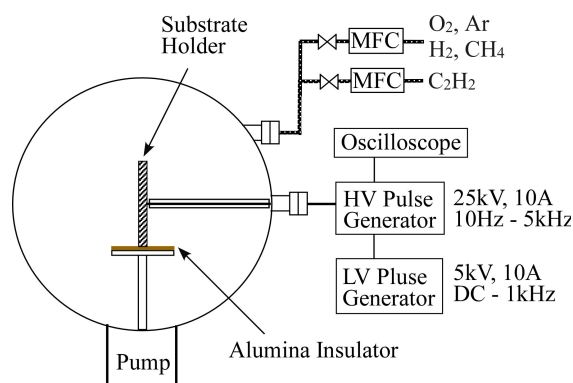 Substrate
Holder
MFC
O₂, Ar
H₂, CH₄
MFC
C₂H₂
Oscilloscope
HV Pulse
Generator
25kV, 10A
10Hz - 5kHz
LV Pluse
Generator
5kV, 10A
DC - 1kHz
Alumina Insulator
Pump